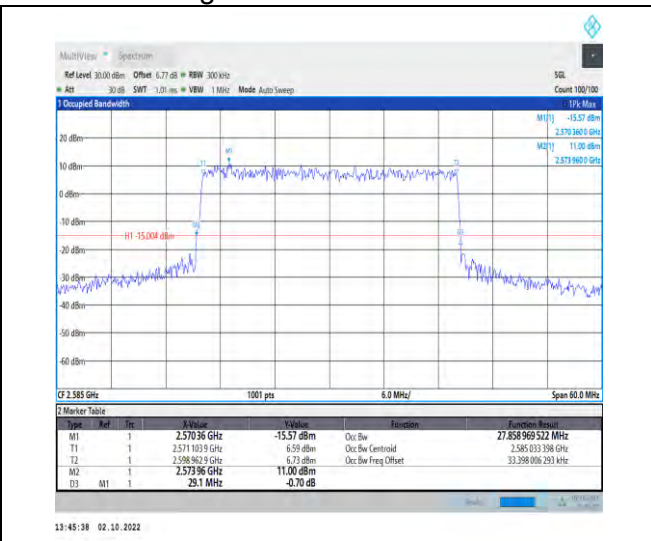 MultiView Spectrum
Ref Level 30.00 dBm Offset 6.77 dB RBW 300 kHz SGL
Att 30 dB SWT 1.01 ms VBW 1 MHz Mode Auto Sweep Count 100/100
1 Occupied Bandwidth 1Pk Max
M1[1] -15.57 dBm
2.570 360 0 GHz
20 dBm M2[1] 11.00 dBm
2.573 960 0 GHz
10 dBm
T1
T2
0 dBm
-10 dBm
H1 -15.004 dBm
-20 dBm
-30 dBm
-40 dBm
-50 dBm
-60 dBm
CF 2.585 GHz 1001 pts 6.0 MHz/ Span 60.0 MHz
2 Marker Table
Type Ref Trc X-Value Y-Value Function Function Result
M1 1 2.570 36 GHz -15.57 dBm Occ Bw 27.858 969 522 MHz
T1 1 2.571 103 9 GHz 6.59 dBm Occ Bw Centroid 2.585 033 398 GHz
T2 1 2.598 962 9 GHz 6.73 dBm Occ Bw Freq Offset 33.398 006 293 kHz
M2 1 2.573 96 GHz 11.00 dBm
D3 M1 1 29.1 MHz -0.70 dB
13:45:38 02.10.2022